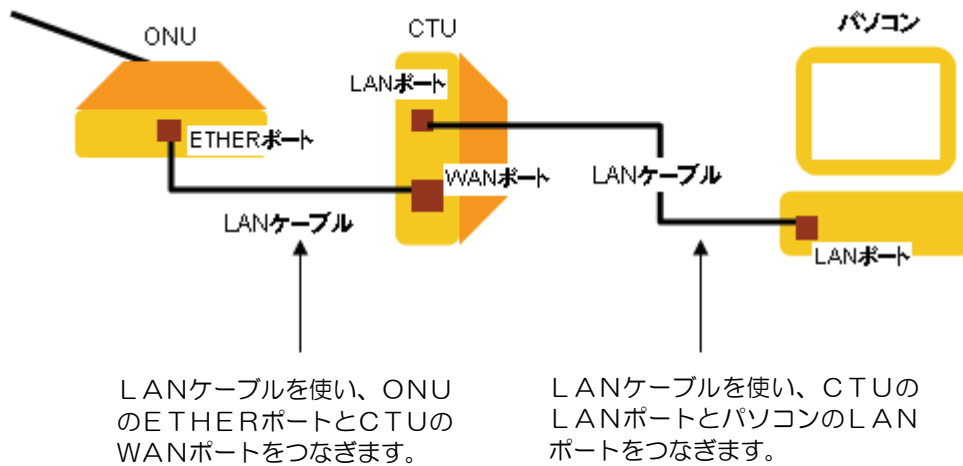 ONU
CTU
パソコン
LANポート
ETHERポート
WANポート
LANケーブル
LANケーブル
LANポート
LANケーブルを使い、ONU
のETHERポートとCTUの
WANポートをつなぎます。
LANケーブルを使い、CTUの
LANポートとパソコンのLAN
ポートをつなぎます。